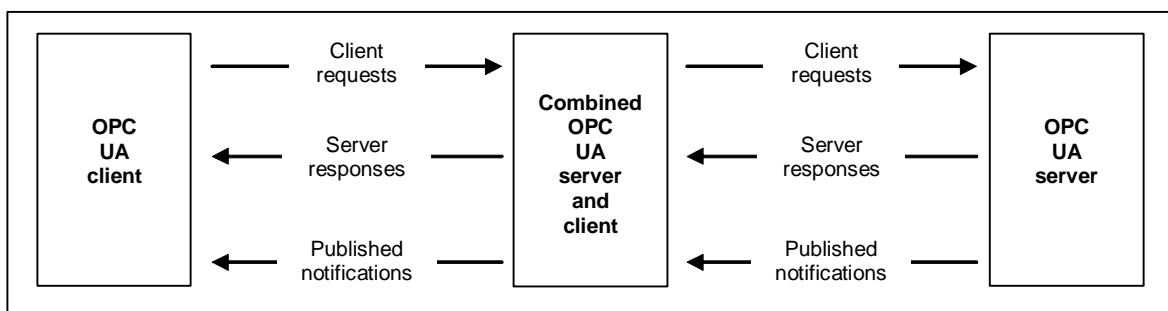 OPC
UA
client
Client
requests
Server
responses
Published
notifications
Combined
OPC
UA
server
and
client
Client
requests
Server
responses
Published
notifications
OPC
UA
server